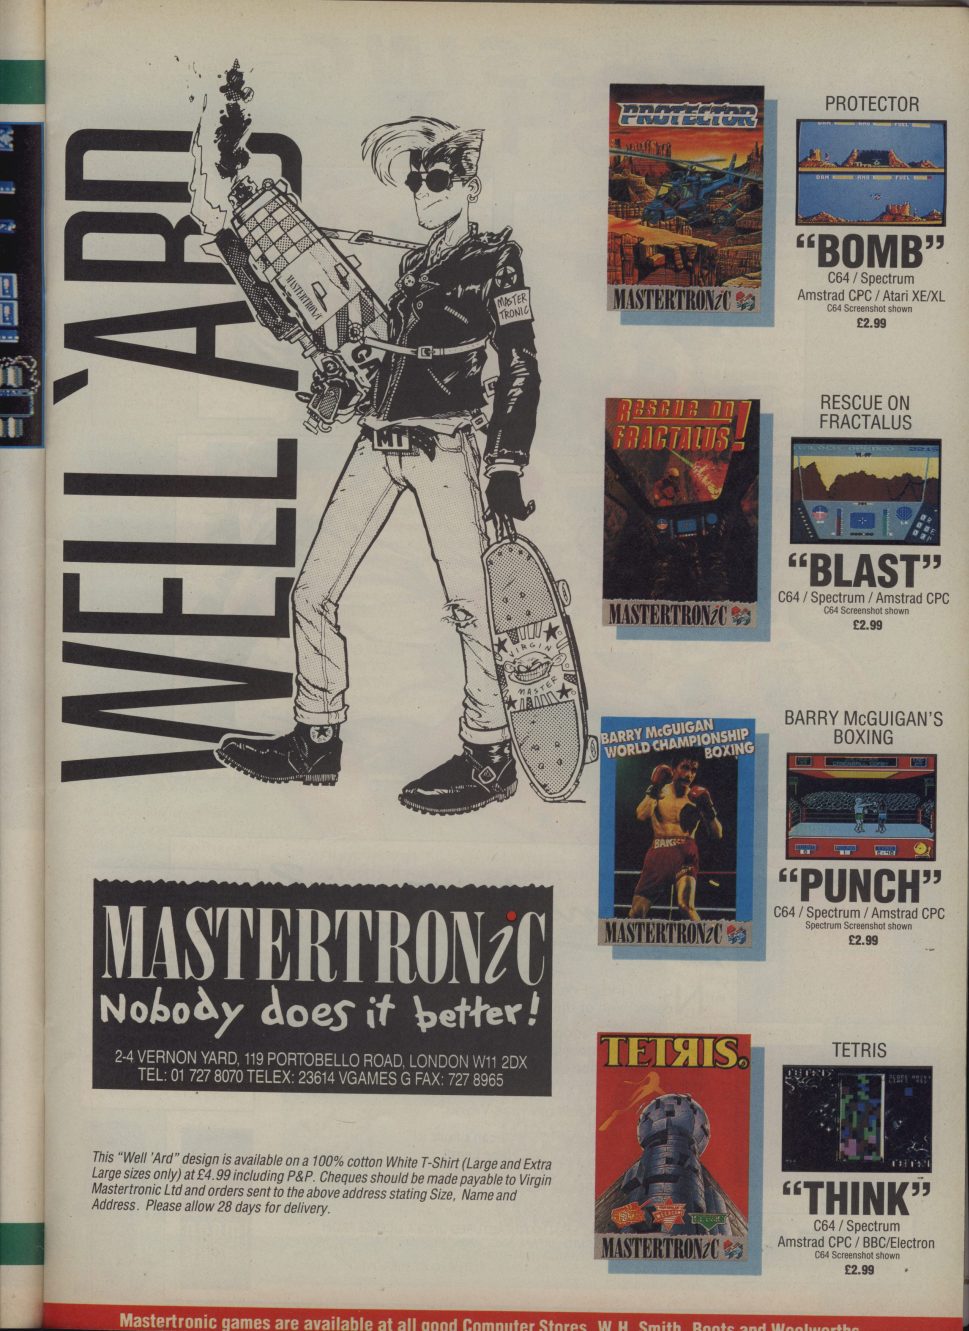 WELL 'ARD
MASTERTRONiC
MASTER
TRONIC
MT
VIRGIN
MASTER
MASTERTRONiC
Nobody does it better!
2-4 VERNON YARD, 119 PORTOBELLO ROAD, LONDON W11 2DX
TEL: 01 727 8070 TELEX: 23614 VGAMES G FAX: 727 8965
This "Well 'Ard" design is available on a 100% cotton White T-Shirt (Large and Extra
Large sizes only) at £4.99 including P&P. Cheques should be made payable to Virgin
Mastertronic Ltd and orders sent to the above address stating Size, Name and
Address. Please allow 28 days for delivery.
PROTECTOR
MASTERTRONiC
PROTECTOR
DAM AMO FUEL
DAM AMO FUEL
"BOMB"
C64 / Spectrum
Amstrad CPC / Atari XE/XL
C64 Screenshot shown
£2.99
RESCUE ON
FRACTALUS!
MASTERTRONiC
RESCUE ON
FRACTALUS
"BLAST"
C64 / Spectrum / Amstrad CPC
C64 Screenshot shown
£2.99
BARRY McGUIGAN
WORLD CHAMPIONSHIP
BOXING
MASTERTRONiC
BARRY McGUIGAN'S
BOXING
"PUNCH"
C64 / Spectrum / Amstrad CPC
Spectrum Screenshot shown
£2.99
TETRIS.
MASTERTRONiC
TETRIS
TETRIS
TETRIS
"THINK"
C64 / Spectrum
Amstrad CPC / BBC/Electron
C64 Screenshot shown
£2.99
Mastertronic games are available at all good Computer Stores, W.H. Smith, Boots and Woolworths